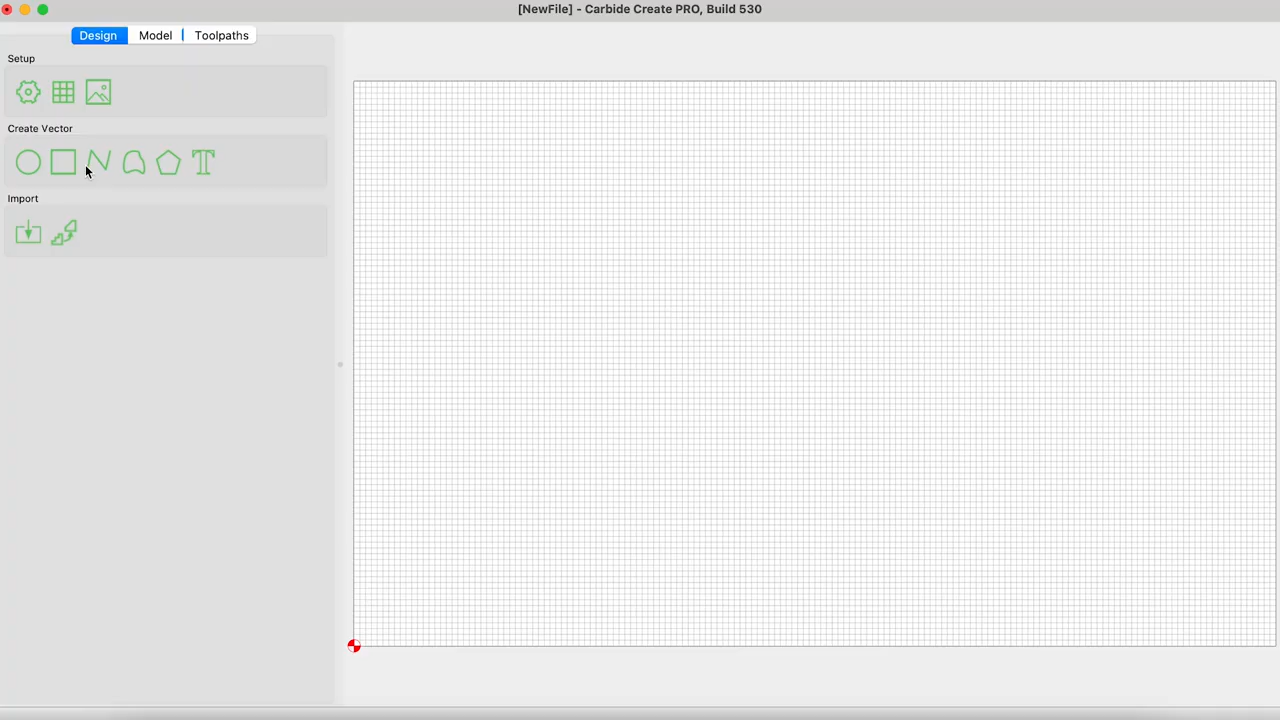 [NewFile] - Carbide Create PRO, Build 530
Design Model Toolpaths
Setup
Create Vector
Import